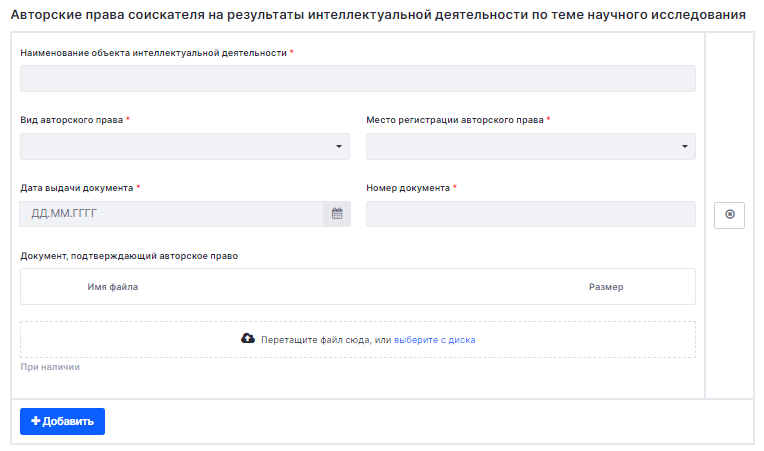 Авторские права соискателя на результаты интеллектуальной деятельности по теме научного исследования
Наименование объекта интеллектуальной деятельности *
Вид авторского права *
Место регистрации авторского права *
Дата выдачи документа *
Номер документа *
ДД.ММ.ГГГГ
Документ, подтверждающий авторское право
Имя файла
Размер
Перетащите файл сюда, или выберите с диска
При наличии
Добавить